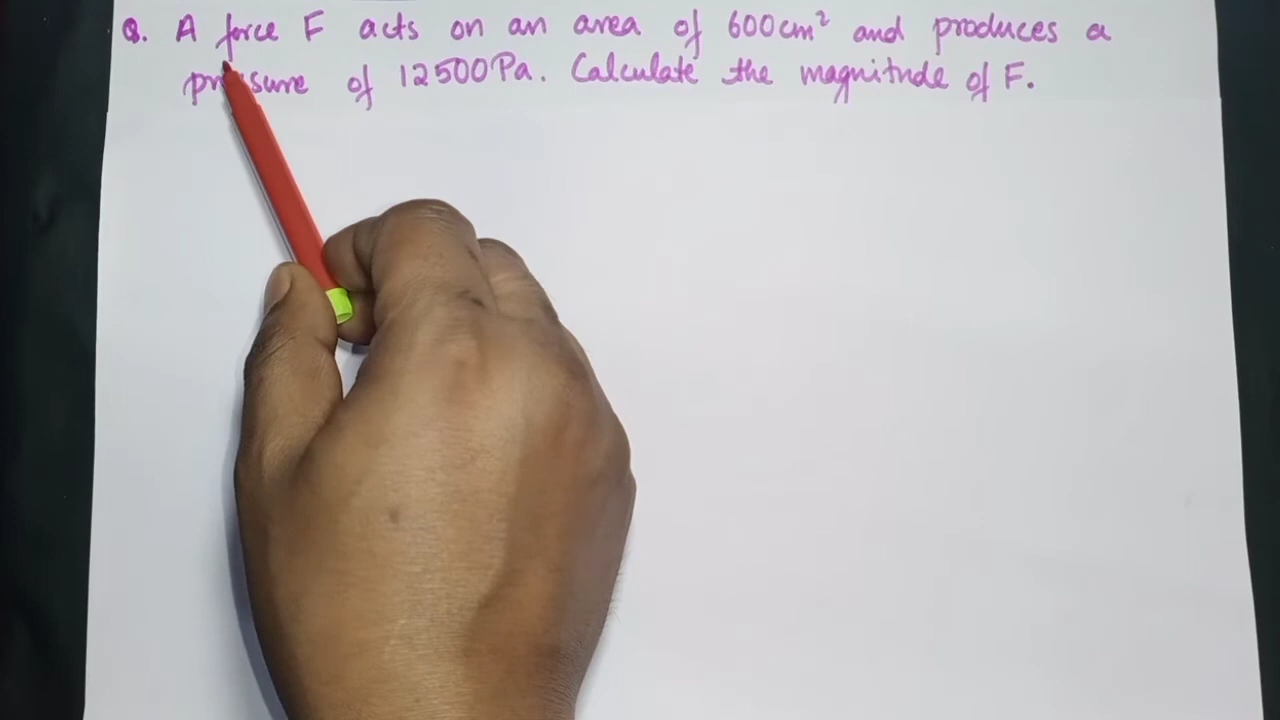 Q. A force F acts on an area of 600cm² and produces a
pressure of 12500Pa. Calculate the magnitude of F.